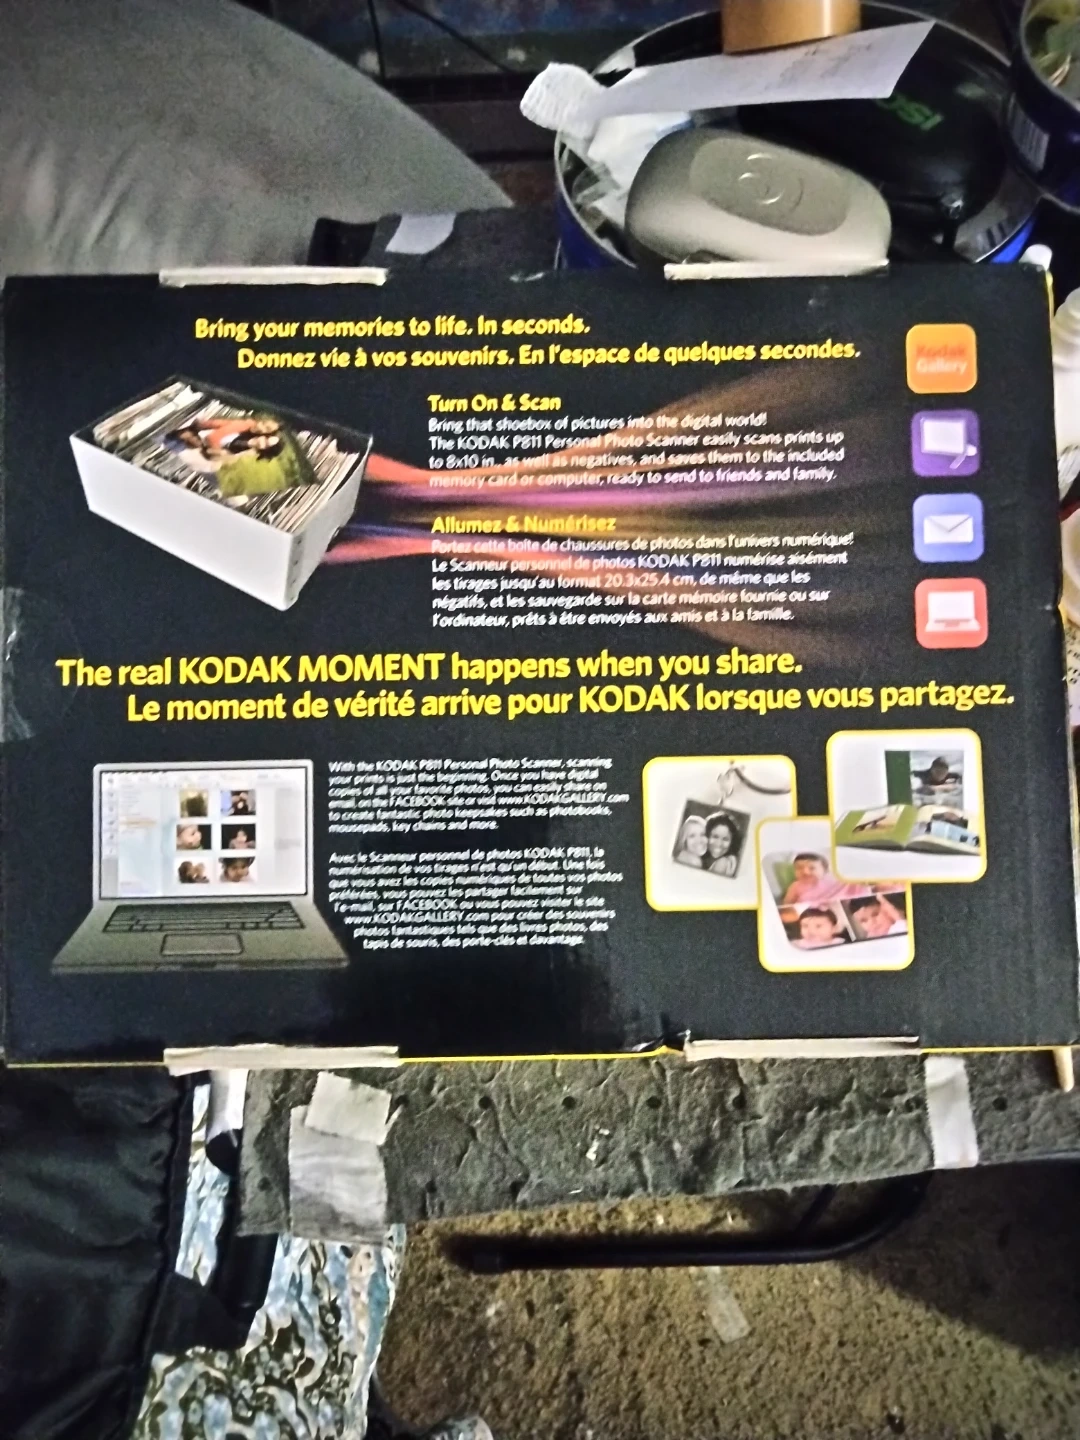 Bring your memories to life. In seconds.
Donnez vie à vos souvenirs. En l'espace de quelques secondes.
Kodak
Gallery
Turn On & Scan
Bring that shoebox of pictures into the digital world!
The KODAK P811 Personal Photo Scanner easily scans prints up
to 8x10 in., as well as negatives, and saves them to the included
memory card or computer, ready to send to friends and family.
Allumez & Numérisez
Portez cette boîte de chaussures de photos dans l'univers numérique!
Le Scanneur personnel de photos KODAK P811 numérise aisément
les tirages jusqu'au format 20.3x25.4 cm, de même que les
négatifs, et les sauvegarde sur la carte mémoire fournie ou sur
l'ordinateur, prêts à être envoyés aux amis et à la famille.
The real KODAK MOMENT happens when you share.
Le moment de vérité arrive pour KODAK lorsque vous partagez.
With the KODAK P811 Personal Photo Scanner, scanning
your prints is just the beginning. Once you have digital
copies of all your favorite photos, you can easily share on
email, on the FACEBOOK site or visit www.KODAKGALLERY.com
to create fantastic photo keepsakes such as photobooks,
mousepads, key chains and more.
Avec le Scanneur personnel de photos KODAK P811, la
numérisation de vos tirages n'est qu'un début. Une fois
que vous avez les copies numériques de toutes vos photos
préférées, vous pouvez les partager facilement sur
l'e-mail, sur FACEBOOK ou vous pouvez visiter le site
www.KODAKGALLERY.com pour créer des souvenirs
photos fantastiques tels que des livres photos, des
tapis de souris, des porte-clés et davantage.